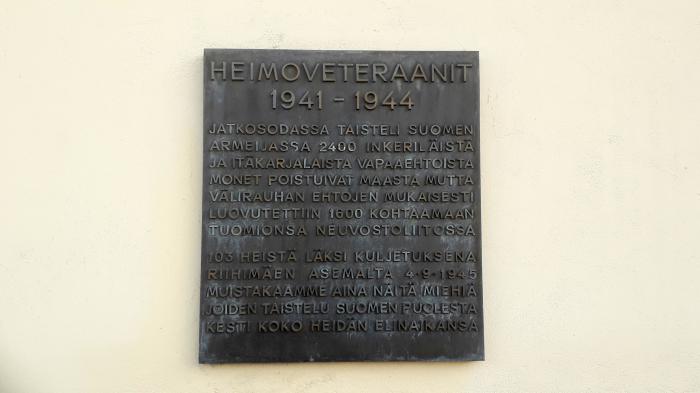 HEIMOVETERAANIT
1941 - 1944
JATKOSODASSA TAISTELI SUOMEN
ARMEIJASSA 2400 INKERILÄISTÄ
JA ITÄKARJALAISTA VAPAAEHTOISTA
MONET POISTUIVAT MAASTA MUTTA
VÄLIRAUHAN EHTOJEN MUKAISESTI
LUOVUTETTIIN 1600 KOHTAAMAAN
TUOMIONSA NEUVOSTOLIITOSSA
103 HEISTÄ LÄKSI KULJETUKSENA
RIIHIMÄEN ASEMALTA 4·9·1945
MUISTAKAAMME AINA NÄITÄ MIEHIÄ
JOIDEN TAISTELU SUOMEN PUOLESTA
KESTI KOKO HEIDÄN ELINAIKANSA